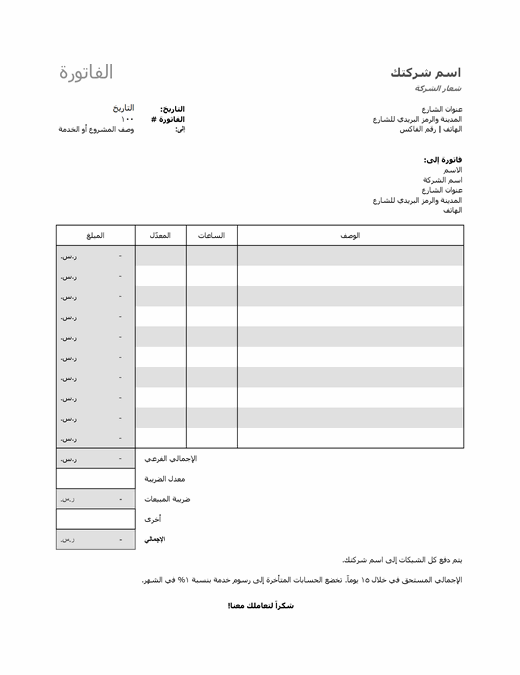 اسم شركتك
الفاتورة
شعار الشركة
عنوان الشارع
المدينة والرمز البريدي للشارع
الهاتف | رقم الفاكس
التاريخ: التاريخ
الفاتورة # ١٠٠
إلى: وصف المشروع أو الخدمة
فاتورة إلى:
الاسم
اسم الشركة
عنوان الشارع
المدينة والرمز البريدي للشارع
الهاتف
الوصف الساعات المعدّل المبلغ
- ر.س.
- ر.س.
- ر.س.
- ر.س.
- ر.س.
- ر.س.
- ر.س.
- ر.س.
- ر.س.
- ر.س.
الإجمالي الفرعي - ر.س.
معدل الضريبة
ضريبة المبيعات - ر.س.
أخرى
الإجمالي - ر.س.
يتم دفع كل الشيكات إلى اسم شركتك.
الإجمالي المستحق في خلال ١٥ يوماً. تخضع الحسابات المتأخرة إلى رسوم خدمة بنسبة ١% في الشهر.
شكراً لتعاملك معنا!